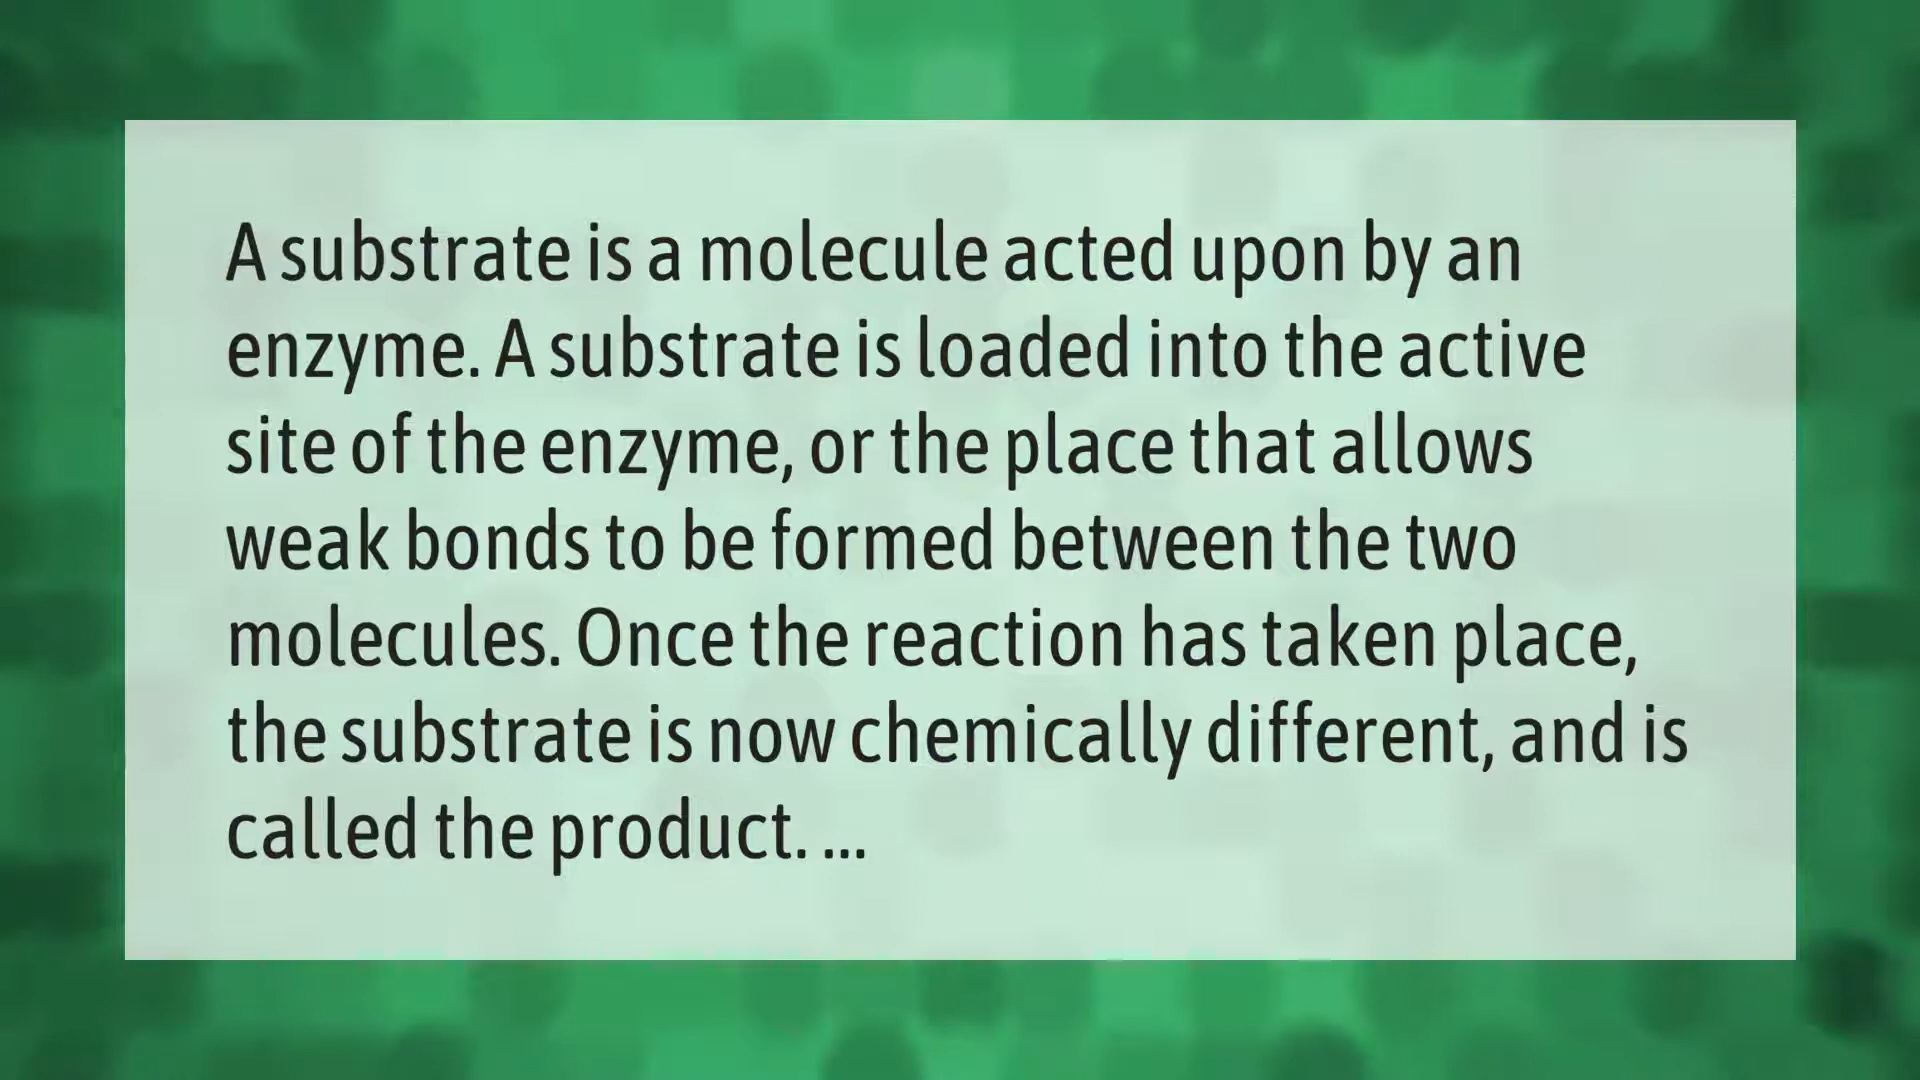 A substrate is a molecule acted upon by an
enzyme. A substrate is loaded into the active
site of the enzyme, or the place that allows
weak bonds to be formed between the two
molecules. Once the reaction has taken place,
the substrate is now chemically different, and is
called the product. ...